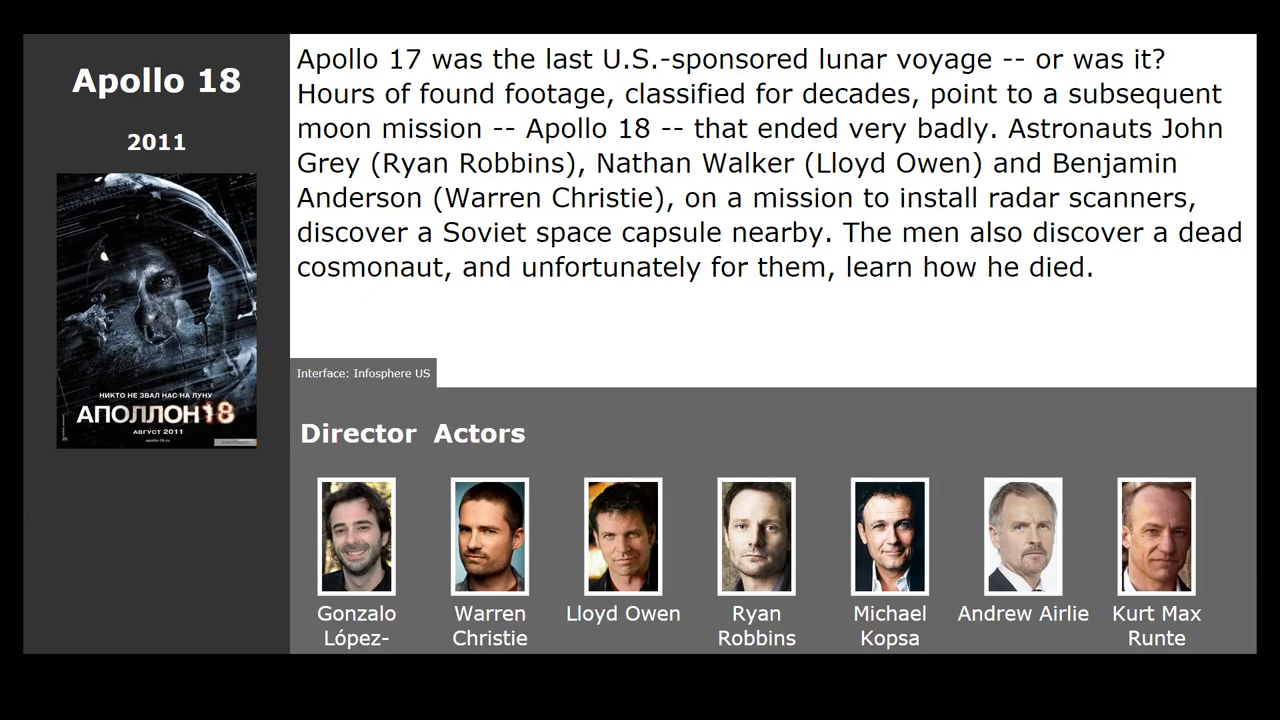 Apollo 18
2011
НИКТО НЕ ЗВАЛ НАС НА ЛУНУ
АПОЛЛОН 18
АВГУСТ 2011
apollo-18.ru
Apollo 17 was the last U.S.-sponsored lunar voyage -- or was it?
Hours of found footage, classified for decades, point to a subsequent
moon mission -- Apollo 18 -- that ended very badly. Astronauts John
Grey (Ryan Robbins), Nathan Walker (Lloyd Owen) and Benjamin
Anderson (Warren Christie), on a mission to install radar scanners,
discover a Soviet space capsule nearby. The men also discover a dead
cosmonaut, and unfortunately for them, learn how he died.
Interface: Infosphere US
Director Actors
Gonzalo
López-
Warren
Christie
Lloyd Owen
Ryan
Robbins
Michael
Kopsa
Andrew Airlie
Kurt Max
Runte